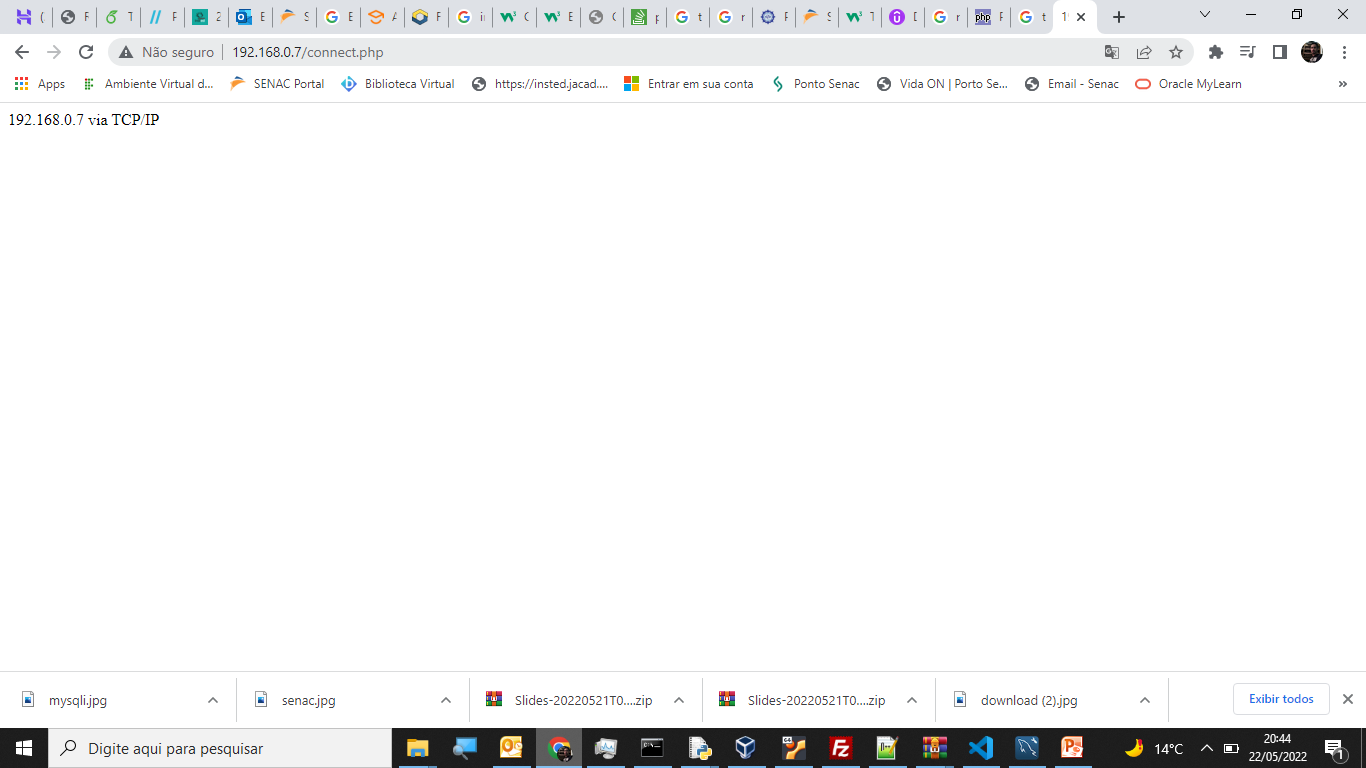 Não seguro
192.168.0.7/connect.php
Apps
Ambiente Virtual d...
SENAC Portal
Biblioteca Virtual
https://insted.jacad....
Entrar em sua conta
Ponto Senac
Vida ON | Porto Se...
Email - Senac
Oracle MyLearn
»
192.168.0.7 via TCP/IP
mysqli.jpg
senac.jpg
Slides-20220521T0....zip
Slides-20220521T0....zip
download (2).jpg
Exibir todos
Digite aqui para pesquisar
14°C
20:44
22/05/2022
1